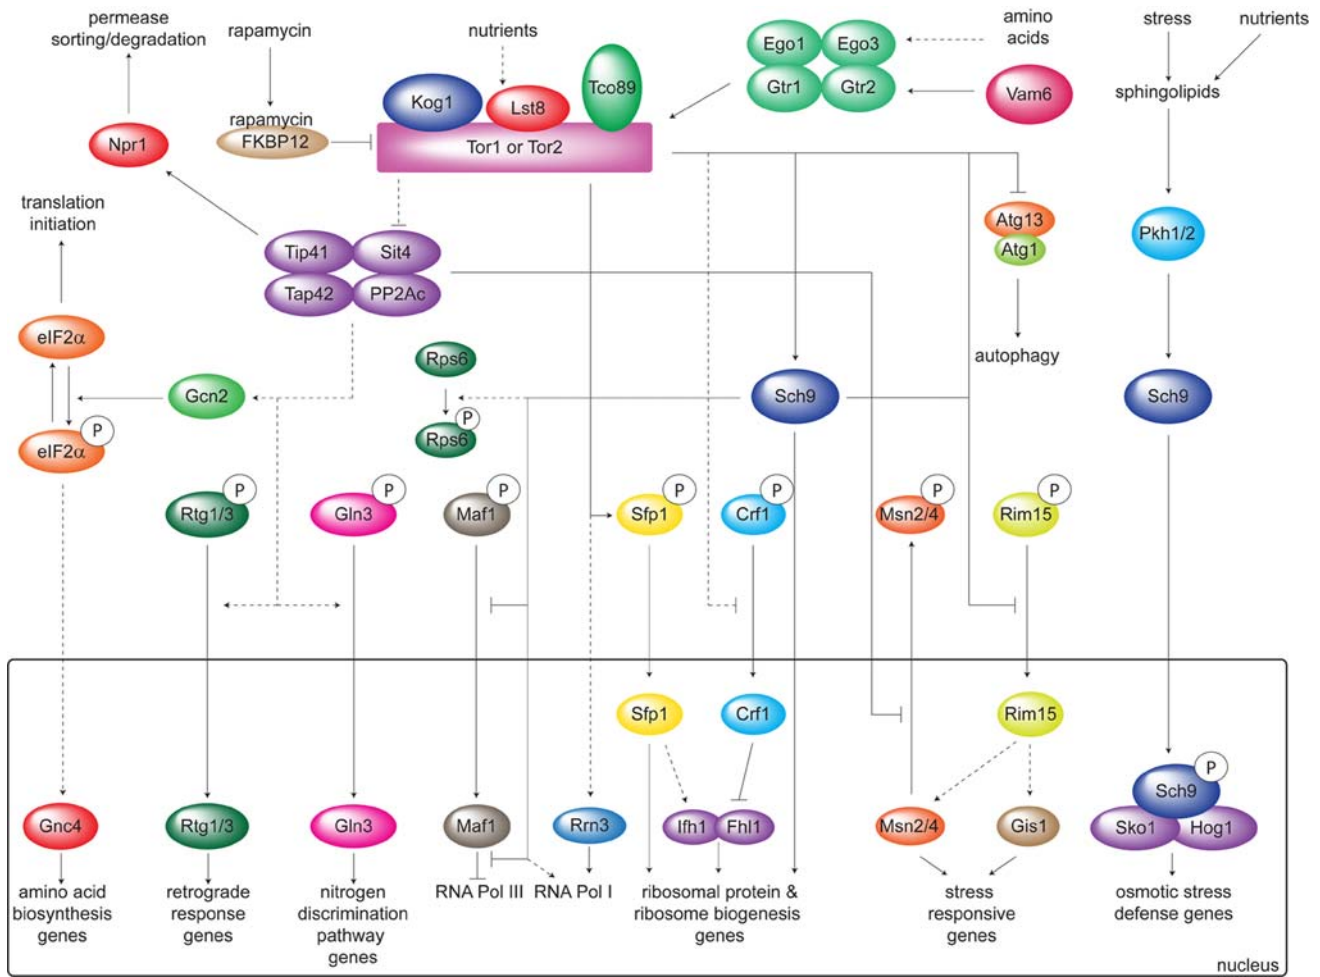 permease
sorting/degradation
rapamycin
nutrients
amino
acids
stress
nutrients
Ego1
Ego3
Gtr1
Gtr2
Vam6
sphingolipids
Kog1
Lst8
Tco89
Tor1 or Tor2
rapamycin
FKBP12
Npr1
translation
initiation
Tip41
Sit4
Tap42
PP2Ac
Atg13
Atg1
autophagy
Pkh1/2
eIF2α
Gcn2
eIF2α
P
Rps6
P
Rps6
Sch9
Sch9
Rtg1/3
P
Gln3
P
Maf1
P
Sfp1
P
Crf1
P
Msn2/4
P
Rim15
P
Sfp1
Crf1
Rim15
Gnc4
Rtg1/3
Gln3
Maf1
Rrn3
Ifh1
Fhl1
Msn2/4
Gis1
P
Sch9
Sko1
Hog1
amino acid
biosynthesis
genes
retrograde
response
genes
nitrogen
discrimination
pathway
genes
RNA Pol III
RNA Pol I
ribosomal protein &
ribosome biogenesis
genes
stress
responsive
genes
osmotic stress
defense genes
nucleus